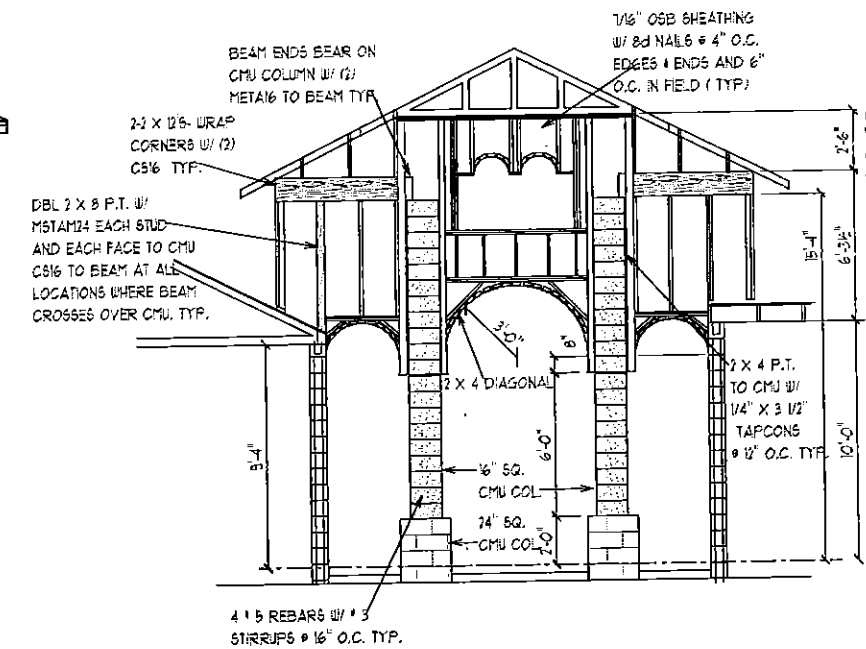 7/16" OSB SHEATHING
W/ 8d NAILS @ 4" O.C.
EDGES & ENDS AND 6"
O.C. IN FIELD (TYP)
BEAM ENDS BEAR ON
CMU COLUMN W/ (2)
META16 TO BEAM TYP.
2-2 X 12'S- WRAP
CORNERS W/ (2)
CS16 TYP.
DBL 2 X 8 P.T. W/
MSTAM24 EACH STUD
AND EACH FACE TO CMU
CS16 TO BEAM AT ALL
LOCATIONS WHERE BEAM
CROSSES OVER CMU, TYP.
2'-6"
6'-3¼"
15'-4"
10'-0"
3'-0"
8"
2 X 4 DIAGONAL
2 X 4 P.T.
TO CMU W/
1/4" X 3 1/2"
TAPCONS
@ 12" O.C. TYP.
9'-4"
6'-0"
16" SQ.
CMU COL.
24" SQ.
CMU COL.
2'-0"
4 # 5 REBARS W/ # 3
STIRRUPS @ 16" O.C. TYP.